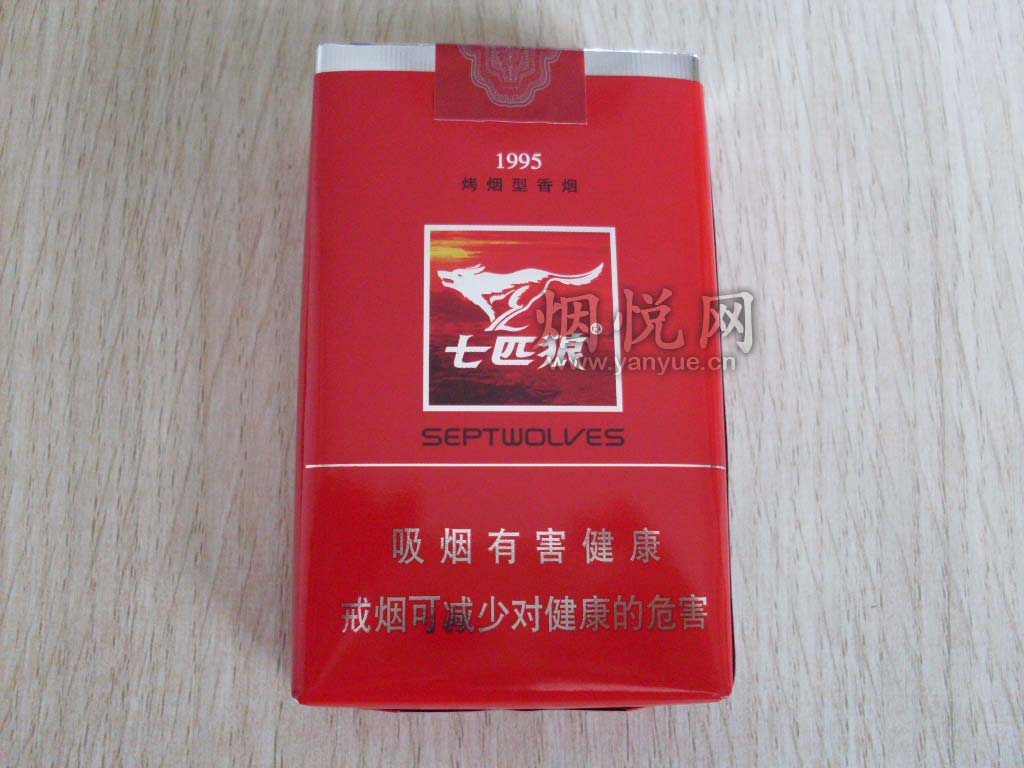 1995
烤烟型香烟
七匹狼®
SEPTWOLVES
吸烟有害健康
戒烟可减少对健康的危害
烟悦网
www.yanyue.cn